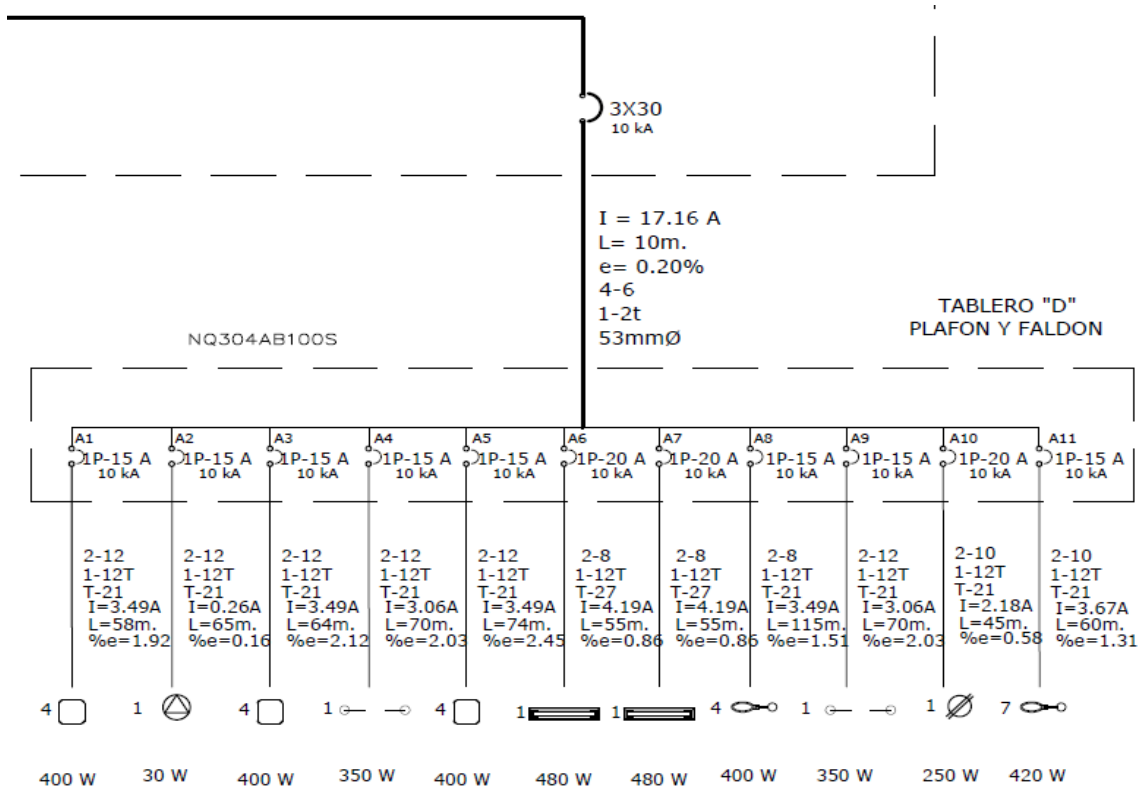 3X30
10 kA
I = 17.16 A
L= 10m.
e= 0.20%
4-6
1-2t
53mmØ
NQ304AB100S
TABLERO "D"
PLAFON Y FALDON
A1
1P-15 A
10 kA
2-12
1-12T
T-21
I=3.49A
L=58m.
%e=1.92
4
400 W
A2
1P-15 A
10 kA
2-12
1-12T
T-21
I=0.26A
L=65m.
%e=0.16
1
30 W
A3
1P-15 A
10 kA
2-12
1-12T
T-21
I=3.49A
L=64m.
%e=2.12
4
400 W
A4
1P-15 A
10 kA
2-12
1-12T
T-21
I=3.06A
L=70m.
%e=2.03
1
350 W
A5
1P-15 A
10 kA
2-12
1-12T
T-21
I=3.49A
L=74m.
%e=2.45
4
400 W
A6
1P-20 A
10 kA
2-8
1-12T
T-27
I=4.19A
L=55m.
%e=0.86
1
480 W
A7
1P-20 A
10 kA
2-8
1-12T
T-27
I=4.19A
L=55m.
%e=0.86
1
480 W
A8
1P-15 A
10 kA
2-8
1-12T
T-21
I=3.49A
L=115m.
%e=1.51
4
400 W
A9
1P-15 A
10 kA
2-12
1-12T
T-21
I=3.06A
L=70m.
%e=2.03
1
350 W
A10
1P-20 A
10 kA
2-10
1-12T
T-21
I=2.18A
L=45m.
%e=0.58
1
250 W
A11
1P-15 A
10 kA
2-10
1-12T
T-21
I=3.67A
L=60m.
%e=1.31
7
420 W